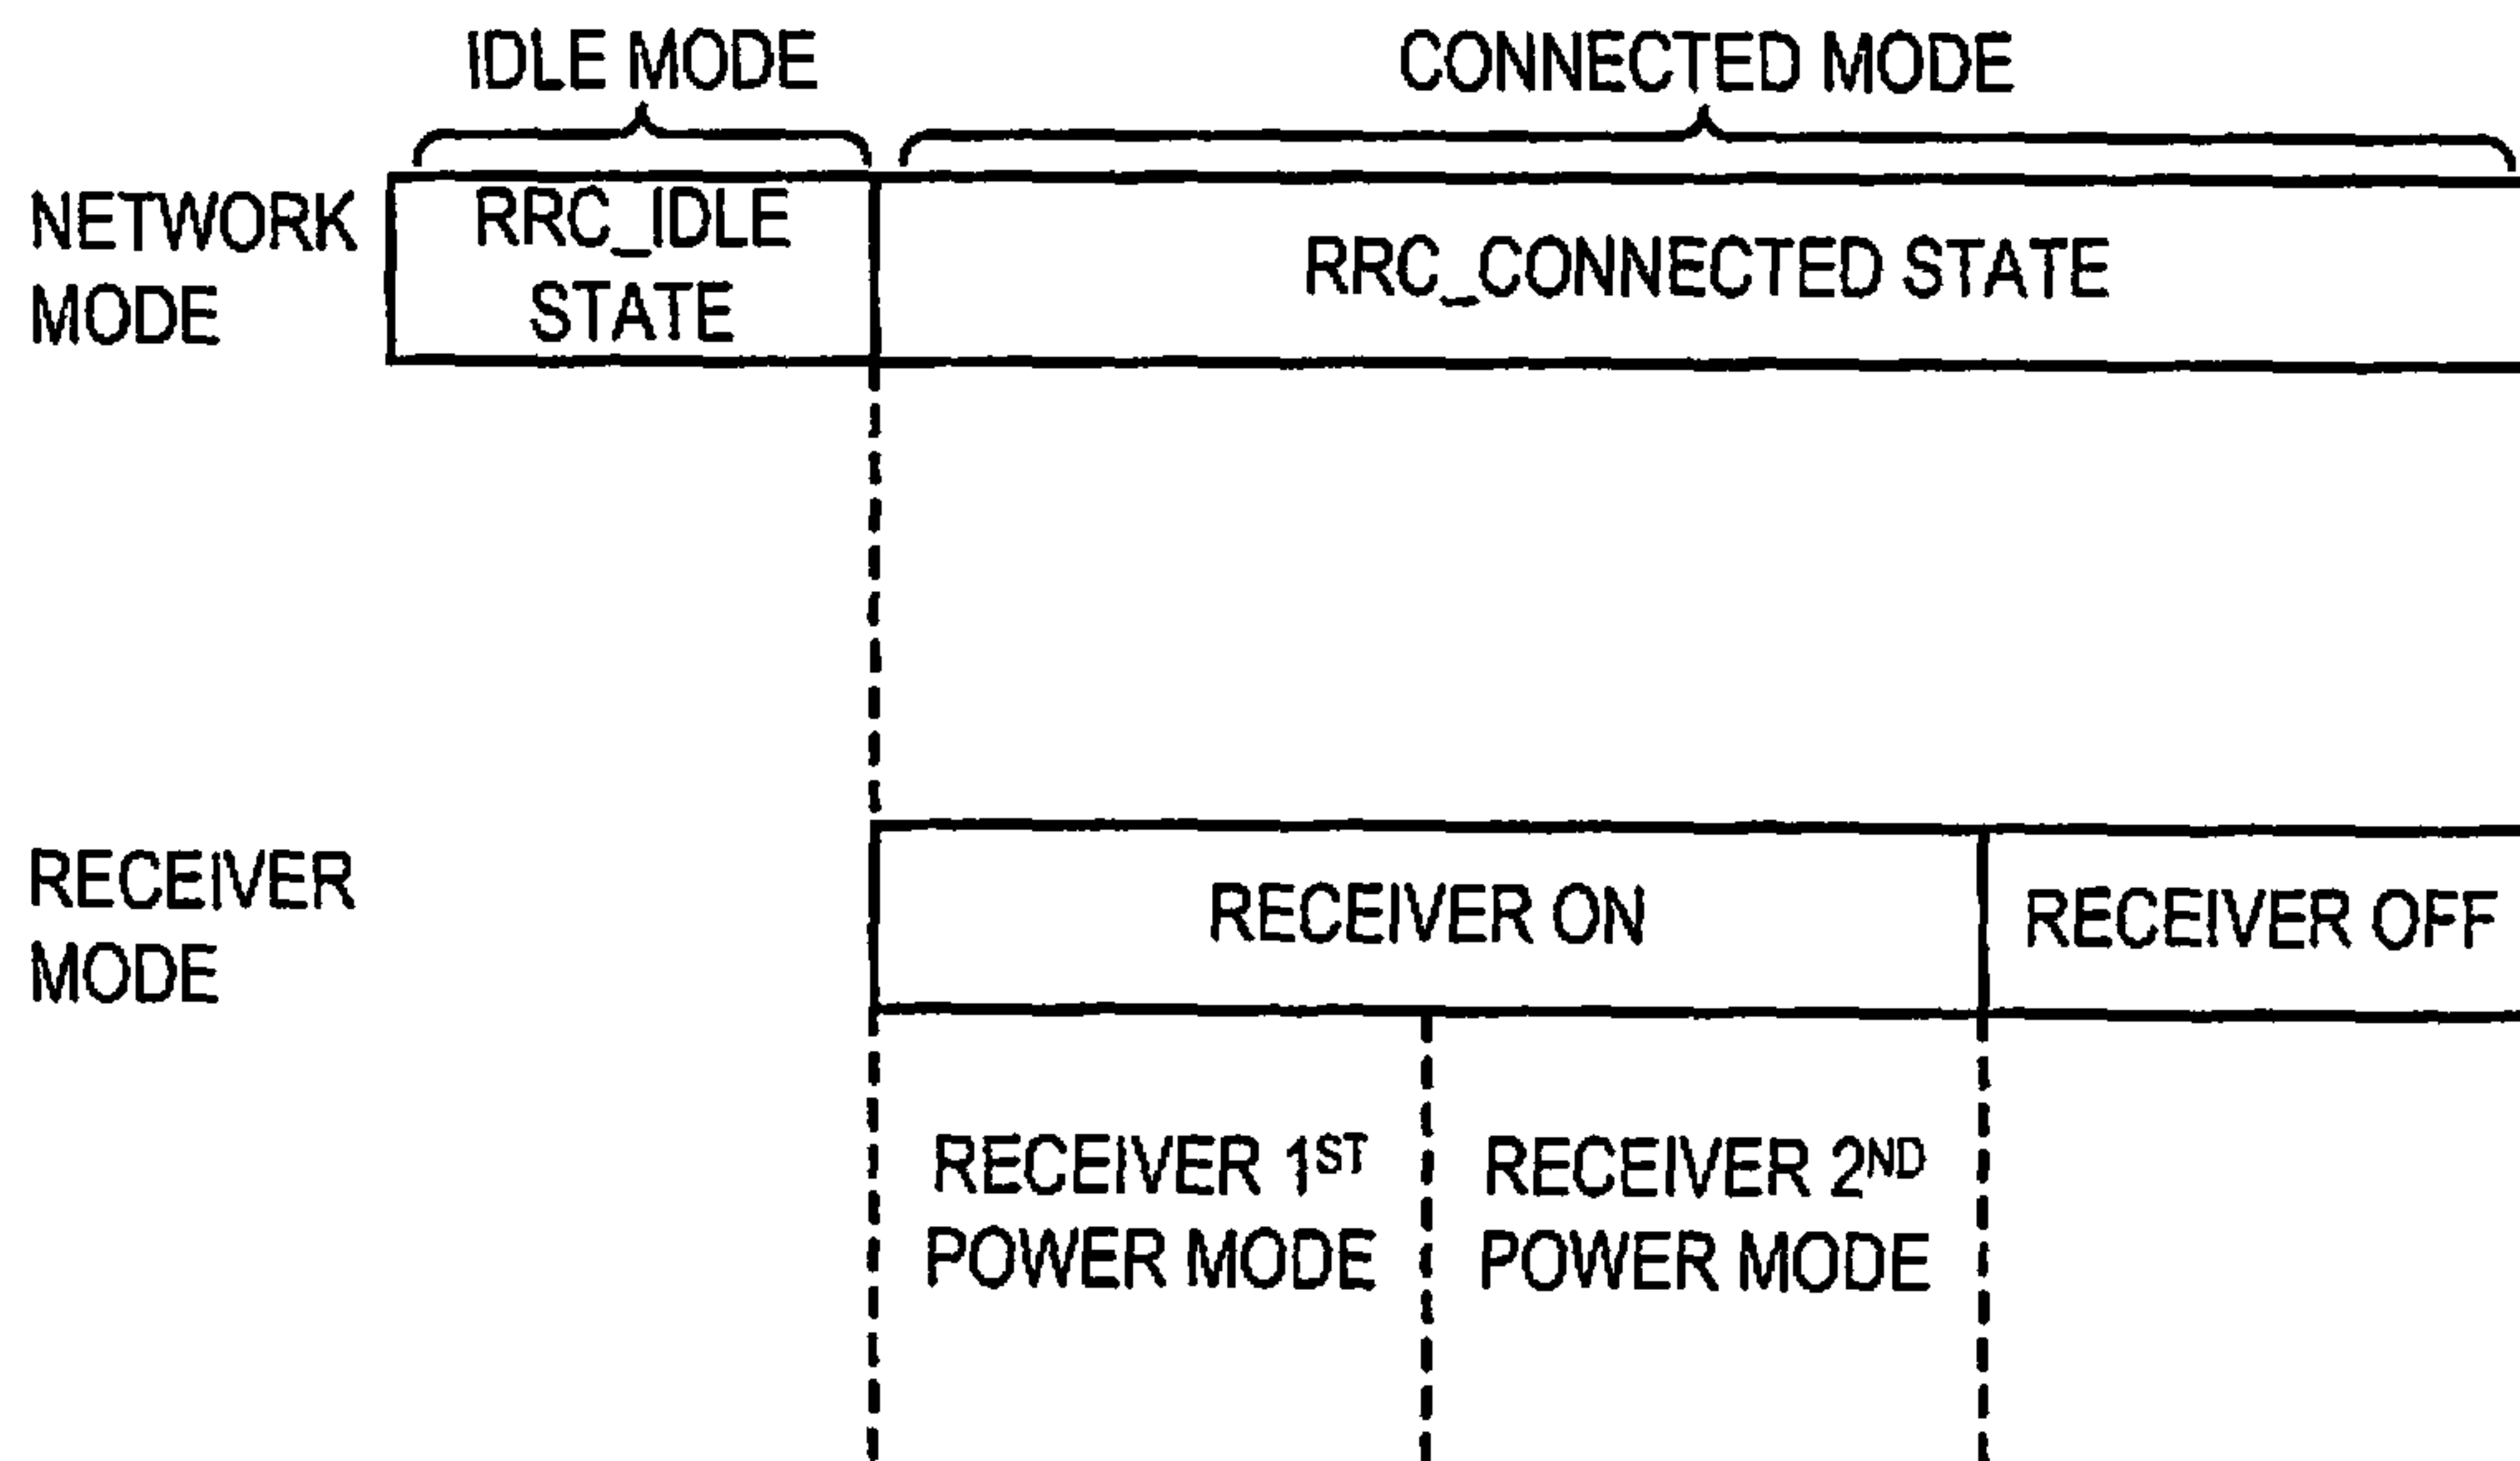 IDLE MODE
CONNECTED MODE
NETWORK
MODE
RRC_IDLE
STATE
RRC_CONNECTED STATE
RECEIVER
MODE
RECEIVER ON
RECEIVER OFF
RECEIVER 1ST
POWER MODE
RECEIVER 2ND
POWER MODE